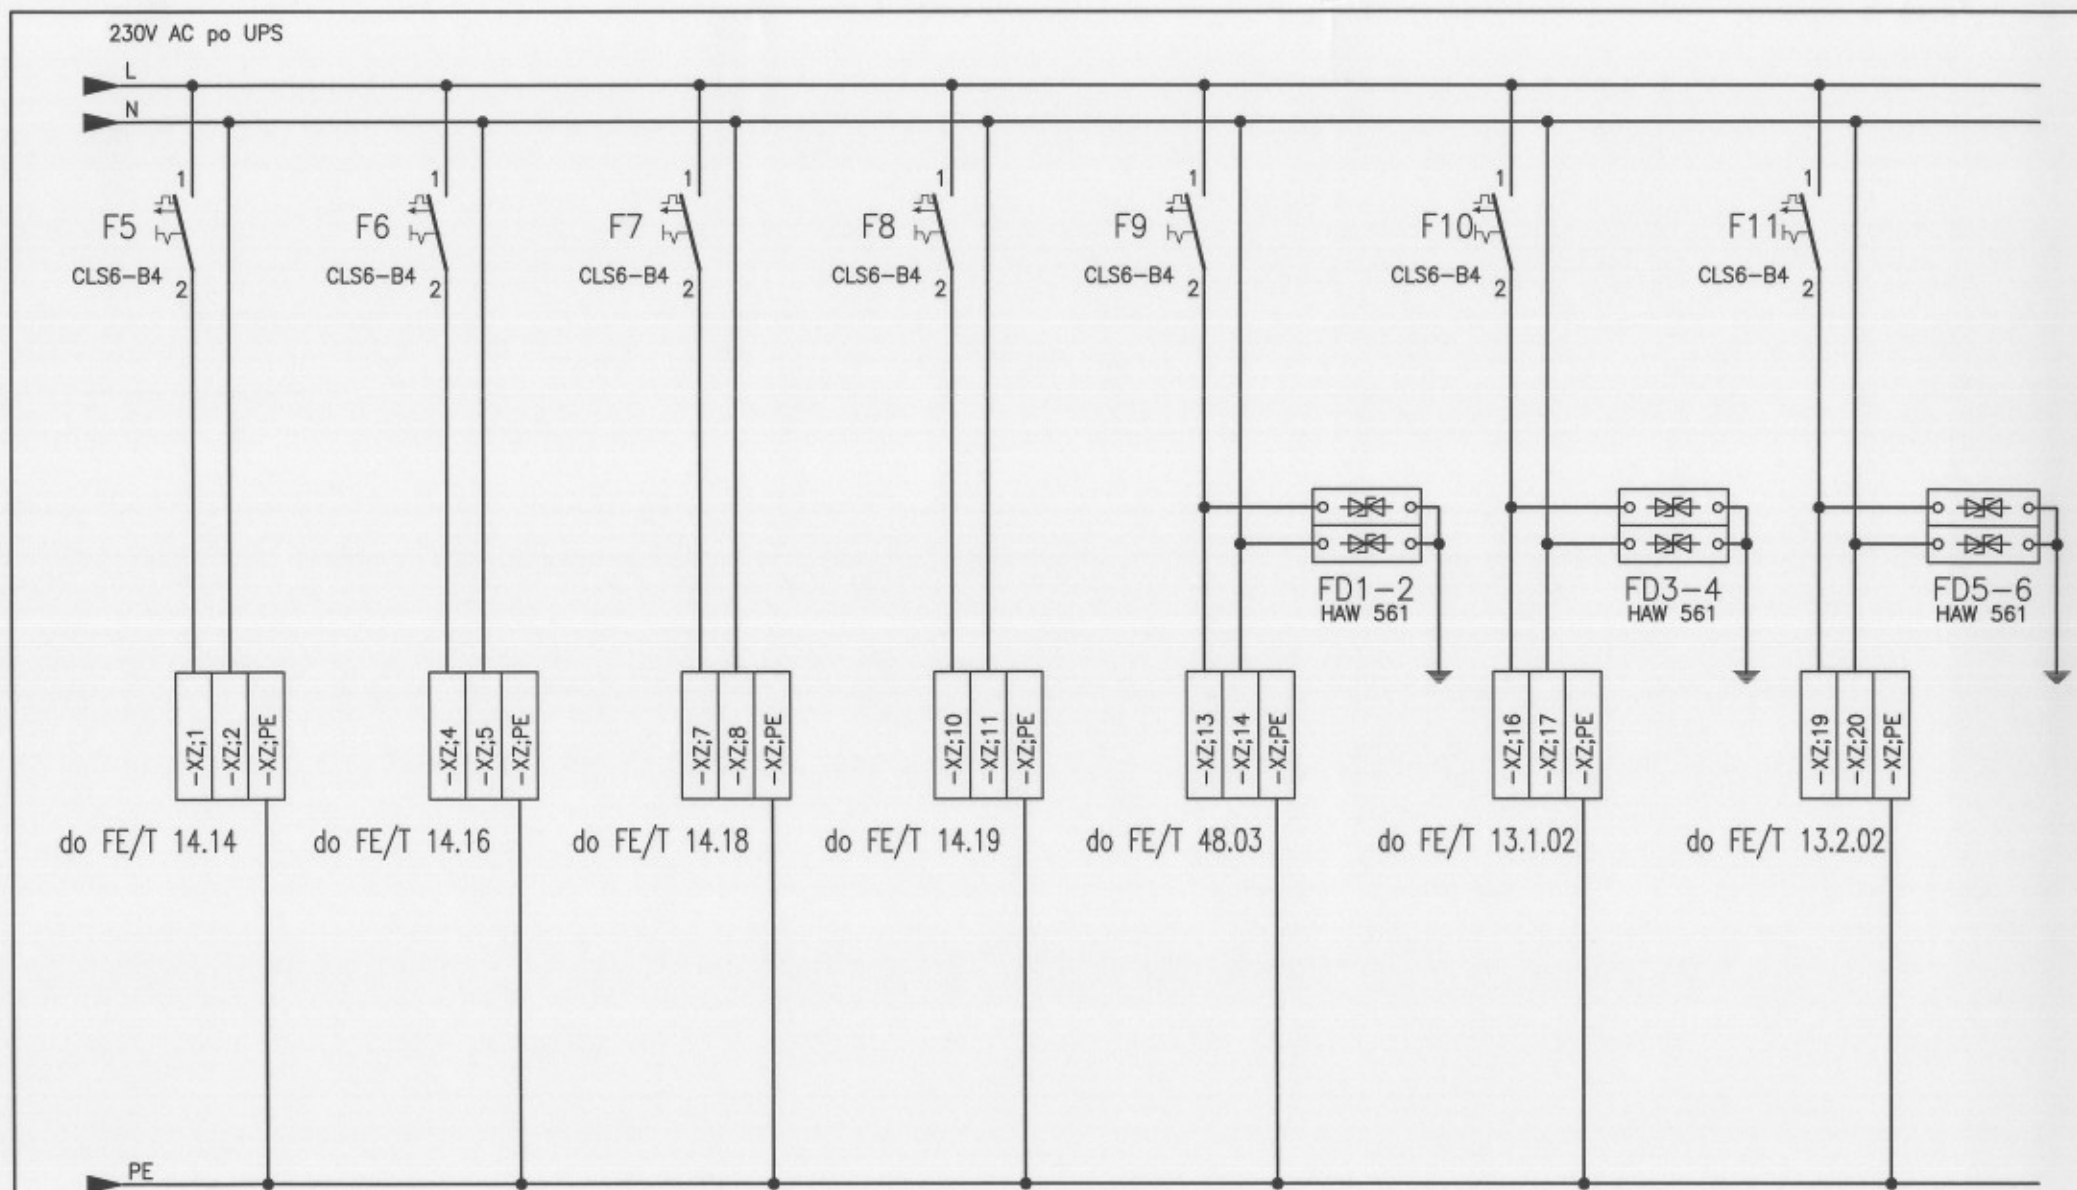 230V AC po UPS
L
N
1 1 1 1 1 1 1
F5 F6 F7 F8 F9 F10 F11
CLS6-B4 CLS6-B4 CLS6-B4 CLS6-B4 CLS6-B4 CLS6-B4 CLS6-B4
2 2 2 2 2 2 2
FD1-2 FD3-4 FD5-6
HAW 561 HAW 561 HAW 561
-XZ;1 -XZ;2 -XZ;PE -XZ;4 -XZ;5 -XZ;PE -XZ;7 -XZ;8 -XZ;PE -XZ;10 -XZ;11 -XZ;PE -XZ;13 -XZ;14 -XZ;PE -XZ;16 -XZ;17 -XZ;PE -XZ;19 -XZ;20 -XZ;PE
do FE/T 14.14 do FE/T 14.16 do FE/T 14.18 do FE/T 14.19 do FE/T 48.03 do FE/T 13.1.02 do FE/T 13.2.02
PE